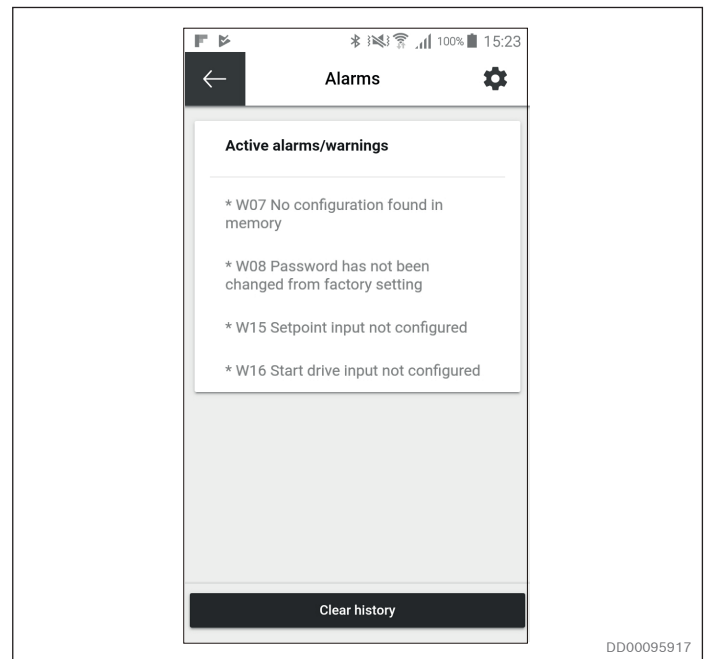 100% 15:23
Alarms
Active alarms/warnings
* W07 No configuration found in
memory
* W08 Password has not been
changed from factory setting
* W15 Setpoint input not configured
* W16 Start drive input not configured
Clear history
DD00095917